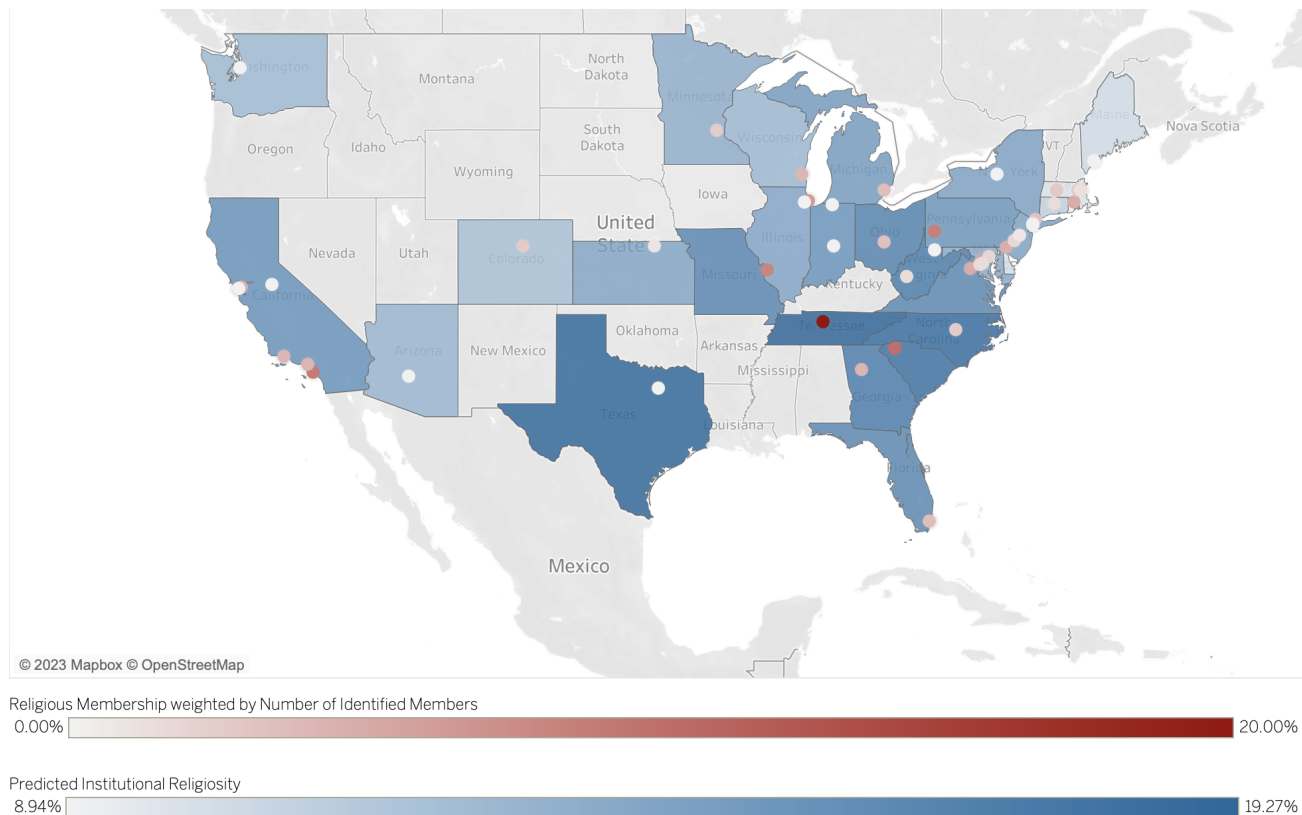 Washington
Montana
North
Dakota
Minnesota
Oregon
Idaho
South
Dakota
Wisconsin
Michigan
Maine
Nova Scotia
VT
New York
Wyoming
Iowa
Nevada
Utah
Colorado
United
States
Illinois
Ohio
Pennsylvania
California
Missouri
West
Virginia
Kentucky
Arizona
New Mexico
Oklahoma
Arkansas
Tennessee
North
Carolina
Mississippi
Georgia
Texas
Louisiana
Florida
Mexico
© 2023 Mapbox © OpenStreetMap
Religious Membership weighted by Number of Identified Members
0.00% 20.00%
Predicted Institutional Religiosity
8.94% 19.27%